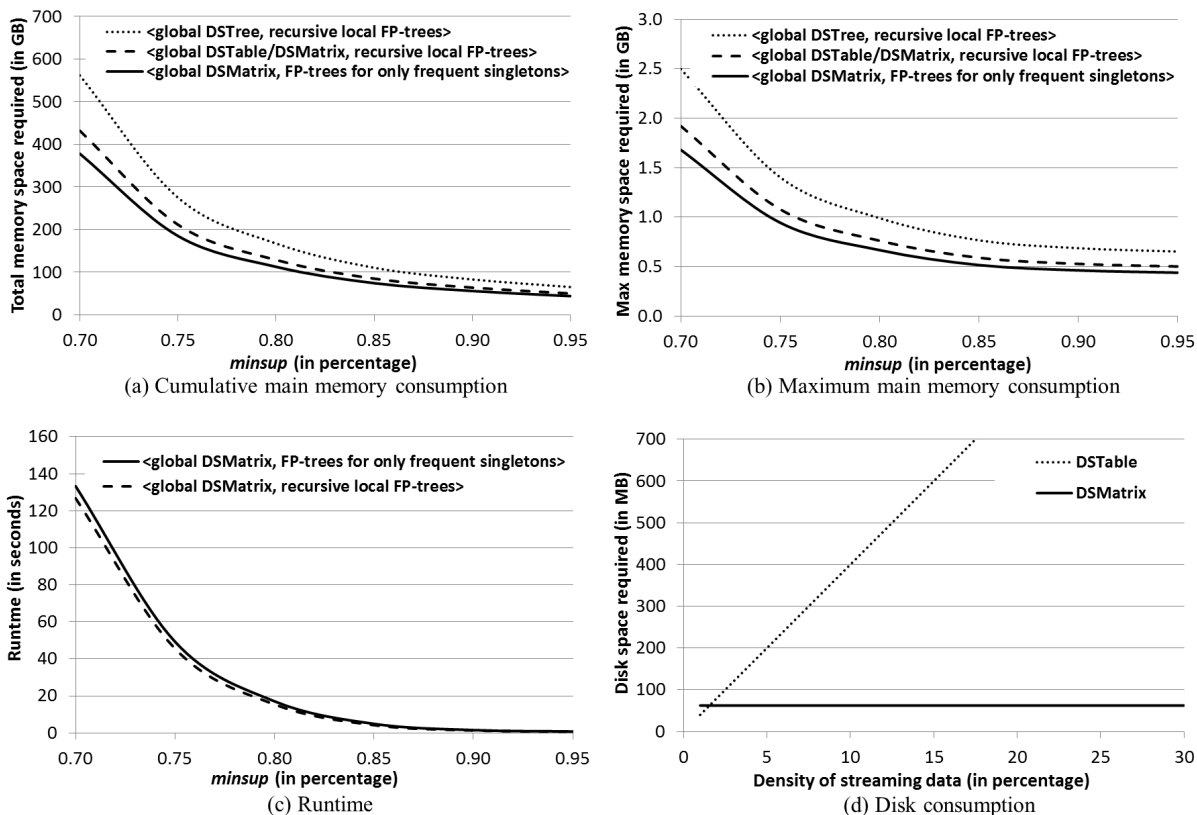 Total memory space required (in GB)
700
600
500
400
300
200
100
0
<global DSTree, recursive local FP-trees>
<global DSTable/DSMatrix, recursive local FP-trees>
<global DSMatrix, FP-trees for only frequent singletons>
0.70 0.75 0.80 0.85 0.90 0.95
minsup (in percentage)
(a) Cumulative main memory consumption
Max memory space required (in GB)
3.0
2.5
2.0
1.5
1.0
0.5
0.0
<global DSTree, recursive local FP-trees>
<global DSTable/DSMatrix, recursive local FP-trees>
<global DSMatrix, FP-trees for only frequent singletons>
0.70 0.75 0.80 0.85 0.90 0.95
minsup (in percentage)
(b) Maximum main memory consumption
Runtme (in seconds)
160
140
120
100
80
60
40
20
0
<global DSMatrix, FP-trees for only frequent singletons>
<global DSMatrix, recursive local FP-trees>
0.70 0.75 0.80 0.85 0.90 0.95
minsup (in percentage)
(c) Runtime
Disk space required (in MB)
700
600
500
400
300
200
100
0
DSTable
DSMatrix
0 5 10 15 20 25 30
Density of streaming data (in percentage)
(d) Disk consumption